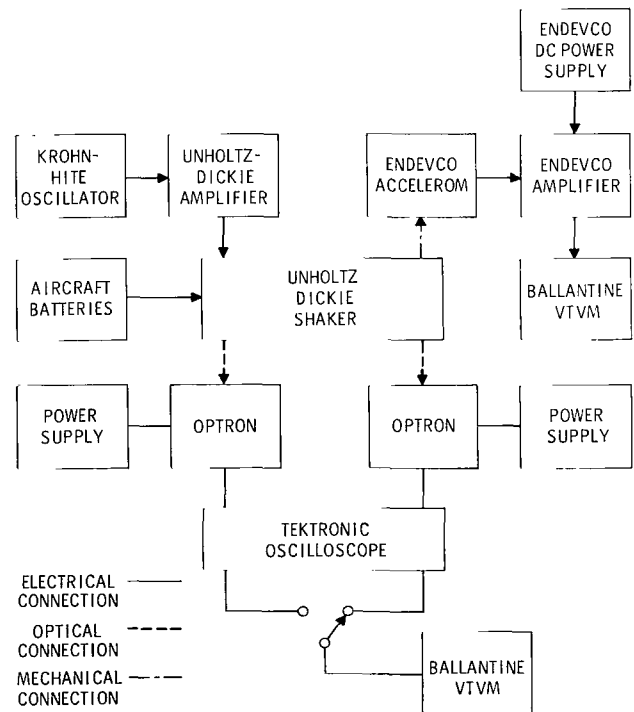 ENDEVCO
DC POWER
SUPPLY
KROHN-
HITE
OSCILLATOR
UNHOLTZ-
DICKIE
AMPLIFIER
ENDEVCO
ACCELEROM
ENDEVCO
AMPLIFIER
AIRCRAFT
BATTERIES
UNHOLTZ
DICKIE
SHAKER
BALLANTINE
VTVM
POWER
SUPPLY
OPTRON
OPTRON
POWER
SUPPLY
TEKTRONIC
OSCILLOSCOPE
ELECTRICAL
CONNECTION
OPTICAL
CONNECTION
MECHANICAL
CONNECTION
BALLANTINE
VTVM